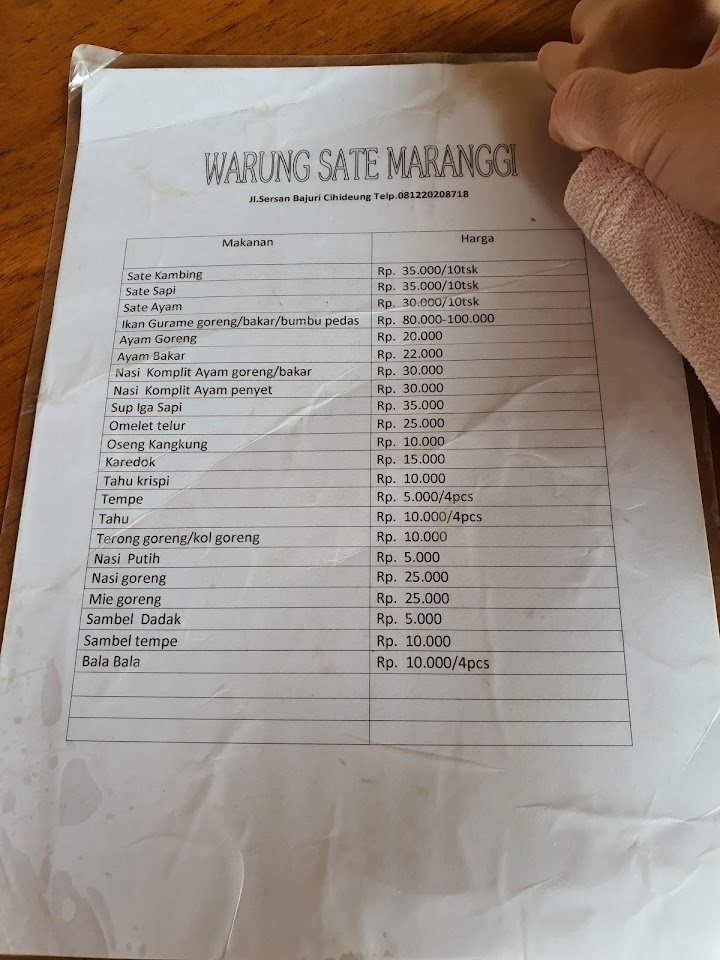 WARUNG SATE MARANGGI
Jl.Sersan Bajuri Cihideung Telp.081220208718
Makanan Harga
Sate Kambing Rp. 35.000/10tsk
Sate Sapi Rp. 35.000/10tsk
Sate Ayam Rp. 30.000/10tsk
Ikan Gurame goreng/bakar/bumbu pedas Rp. 80.000-100.000
Ayam Goreng Rp. 20.000
Ayam Bakar Rp. 22.000
Nasi Komplit Ayam goreng/bakar Rp. 30.000
Nasi Komplit Ayam penyet Rp. 30.000
Sup Iga Sapi Rp. 35.000
Omelet telur Rp. 25.000
Oseng Kangkung Rp. 10.000
Karedok Rp. 15.000
Tahu krispi Rp. 10.000
Tempe Rp. 5.000/4pcs
Tahu Rp. 10.000/4pcs
Terong goreng/kol goreng Rp. 10.000
Nasi Putih Rp. 5.000
Nasi goreng Rp. 25.000
Mie goreng Rp. 25.000
Sambel Dadak Rp. 5.000
Sambel tempe Rp. 10.000
Bala Bala Rp. 10.000/4pcs